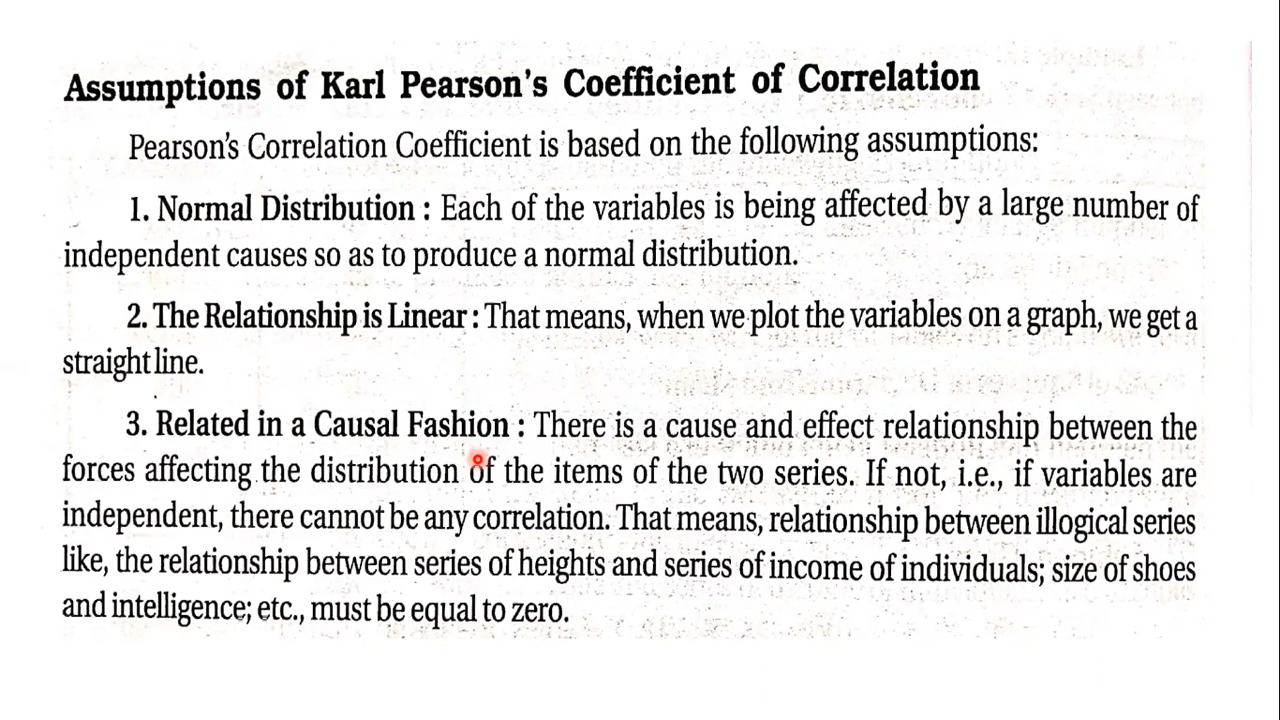 Assumptions of Karl Pearson's Coefficient of Correlation
Pearson's Correlation Coefficient is based on the following assumptions:
1. Normal Distribution : Each of the variables is being affected by a large number of
independent causes so as to produce a normal distribution.
2. The Relationship is Linear : That means, when we plot the variables on a graph, we get a
straight line.
3. Related in a Causal Fashion : There is a cause and effect relationship between the
forces affecting the distribution of the items of the two series. If not, i.e., if variables are
independent, there cannot be any correlation. That means, relationship between illogical series
like, the relationship between series of heights and series of income of individuals; size of shoes
and intelligence; etc., must be equal to zero.